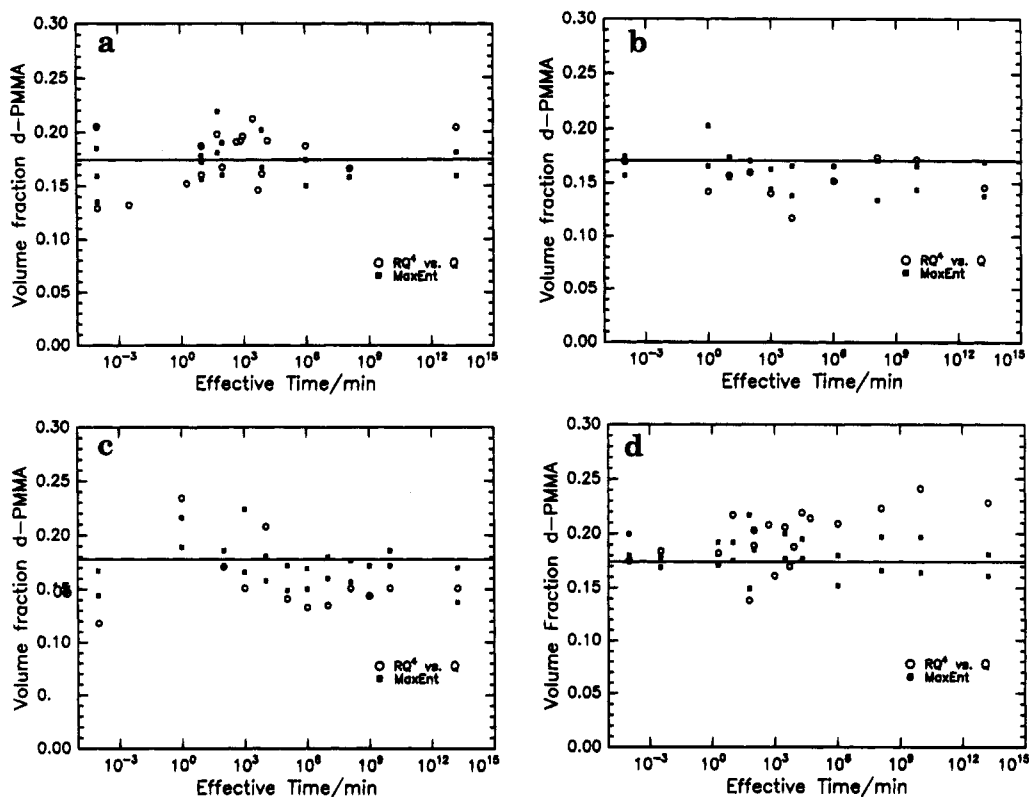 a
0.30
0.25
0.20
0.15
0.10
0.05
0.00
Volume fraction d-PMMA
RQ⁴ vs. Q
MaxEnt
10⁻³ 10⁰ 10³ 10⁶ 10⁹ 10¹² 10¹⁵
Effective Time/min
b
0.30
0.25
0.20
0.15
0.10
0.05
0.00
Volume fraction d-PMMA
RQ⁴ vs. Q
MaxEnt
10⁻³ 10⁰ 10³ 10⁶ 10⁹ 10¹² 10¹⁵
Effective Time/min
c
0.30
0.25
0.20
0.10
0.
0.00
Volume fraction d-PMMA
RQ⁴ vs. Q
MaxEnt
10⁻³ 10⁰ 10³ 10⁶ 10⁹ 10¹² 10¹⁵
Effective Time/min
d
0.30
0.25
0.20
0.15
0.10
0.05
0.00
Volume Fraction d-PMMA
RQ⁴ vs. Q
MaxEnt
10⁻³ 10⁰ 10³ 10⁶ 10⁹ 10¹² 10¹⁵
Effective Time/min